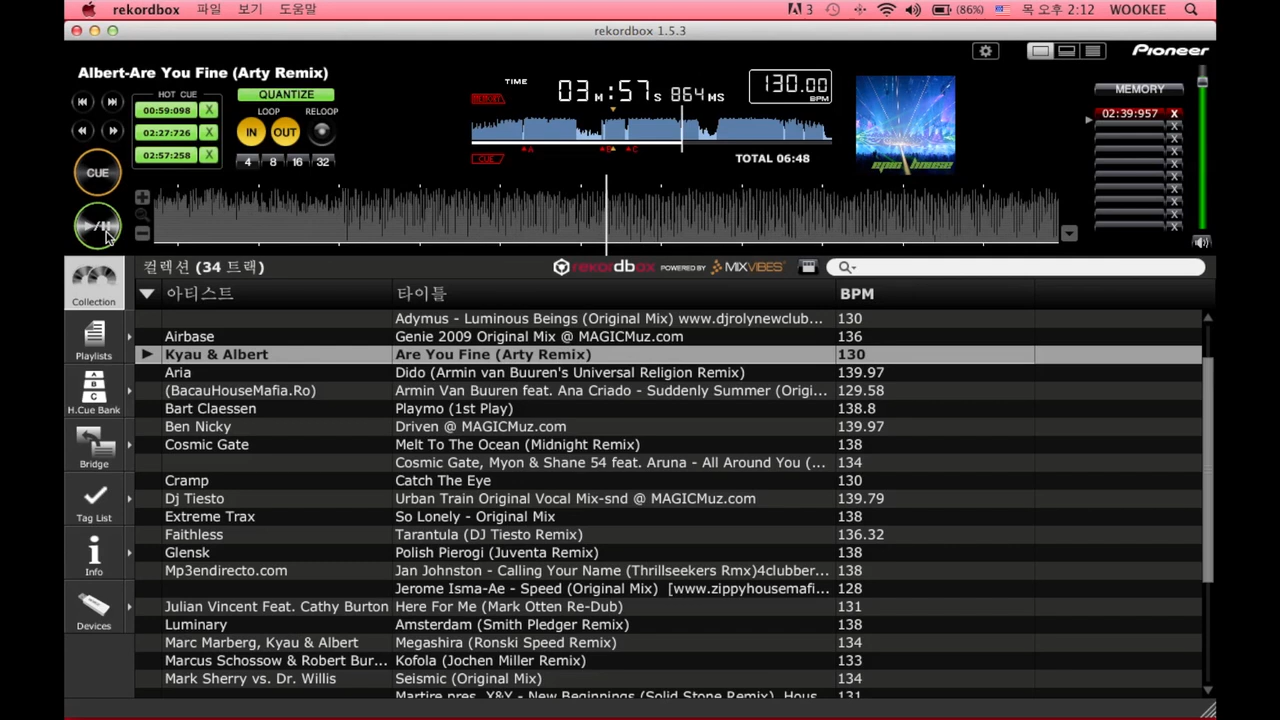 rekordbox 파일 보기 도움말 3 (86%) 목 오후 2:12 WOOKEE
rekordbox 1.5.3
Pioneer
Albert-Are You Fine (Arty Remix)
HOT CUE
00:59:098 X
02:27:726 X
02:57:258 X
QUANTIZE
LOOP RELOOP
IN OUT
4 8 16 32
CUE
TIME 03 M:57 S 864 MS
130.00 BPM
MEMORY
A B C
CUE
TOTAL 06:48
epic house
MEMORY
02:39:957 X
X
X
X
X
X
X
X
X
X
컬렉션 (34 트랙)
rekordbox POWERED BY MIXVIBES
아티스트 타이틀 BPM
Adymus - Luminous Beings (Original Mix) www.djrolynewclub... 130
Airbase Genie 2009 Original Mix @ MAGICMuz.com 136
Kyau & Albert Are You Fine (Arty Remix) 130
Aria Dido (Armin van Buuren's Universal Religion Remix) 139.97
(BacauHouseMafia.Ro) Armin Van Buuren feat. Ana Criado - Suddenly Summer (Origi... 129.58
Bart Claessen Playmo (1st Play) 138.8
Ben Nicky Driven @ MAGICMuz.com 139.97
Cosmic Gate Melt To The Ocean (Midnight Remix) 138
Cosmic Gate, Myon & Shane 54 feat. Aruna - All Around You (... 134
Cramp Catch The Eye 130
Dj Tiesto Urban Train Original Vocal Mix-snd @ MAGICMuz.com 139.79
Extreme Trax So Lonely - Original Mix 138
Faithless Tarantula (DJ Tiesto Remix) 136.32
Glensk Polish Pierogi (Juventa Remix) 138
Mp3endirecto.com Jan Johnston - Calling Your Name (Thrillseekers Rmx)4clubber... 138
Jerome Isma-Ae - Speed (Original Mix) [www.zippyhousemafi... 128
Julian Vincent Feat. Cathy Burton Here For Me (Mark Otten Re-Dub) 131
Luminary Amsterdam (Smith Pledger Remix) 138
Marc Marberg, Kyau & Albert Megashira (Ronski Speed Remix) 134
Marcus Schossow & Robert Bur... Kofola (Jochen Miller Remix) 133
Mark Sherry vs. Dr. Willis Seismic (Original Mix) 134
Martire pres. Y&Y - New Beginnings (Solid Stone Remix)
131
Collection
Playlists
A
B
C
H.Cue Bank
Bridge
Tag List
Info
Devices